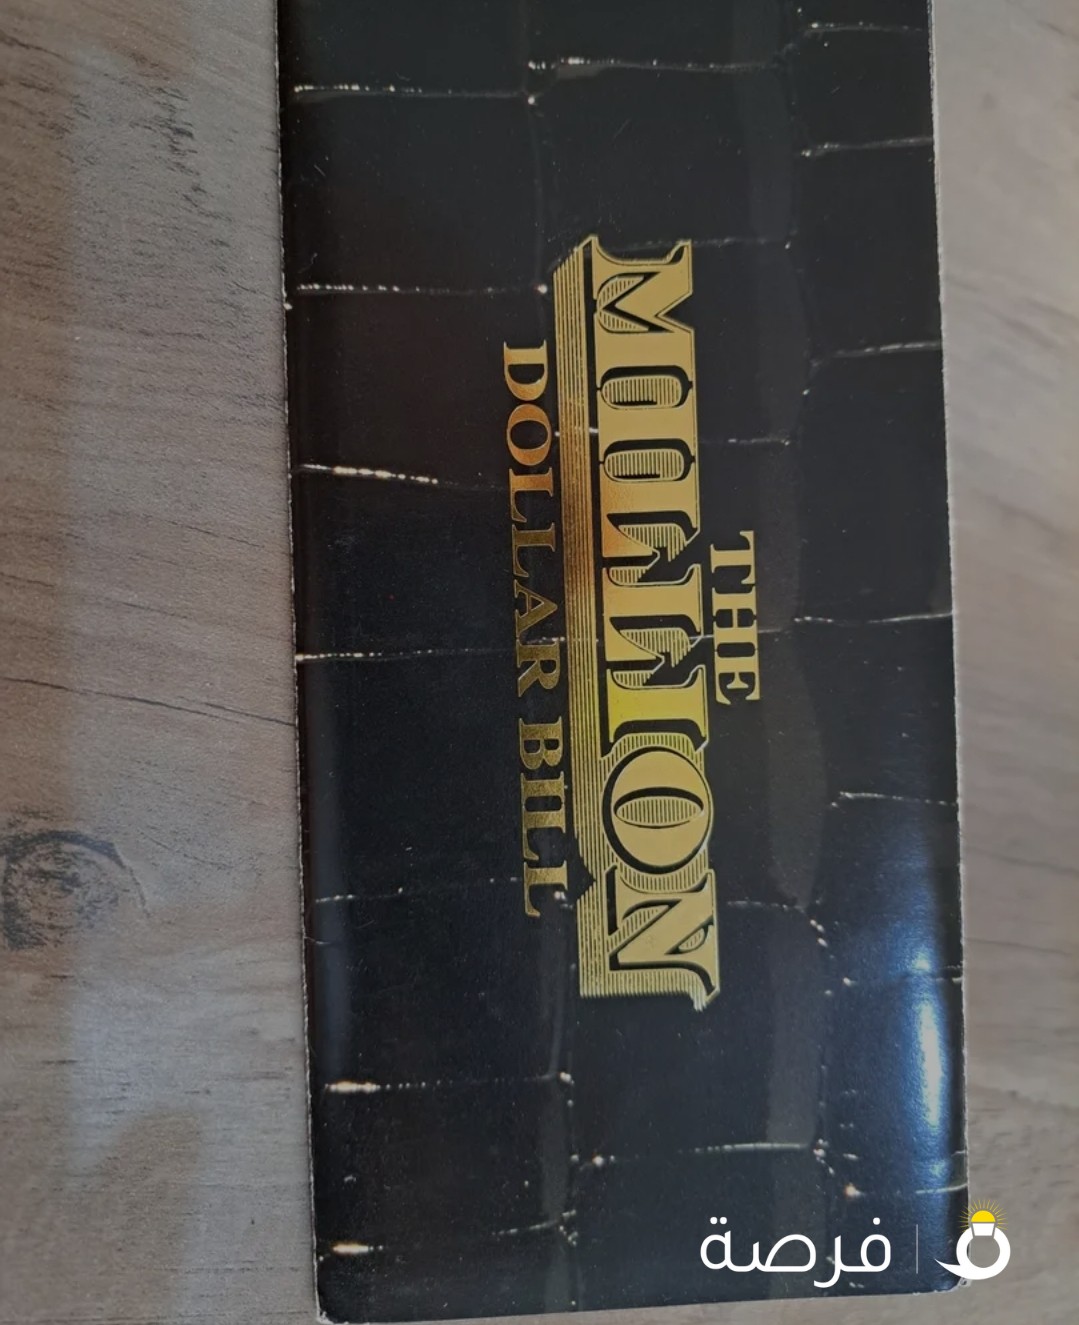 THE
MILLION
DOLLAR BILL
فرصة